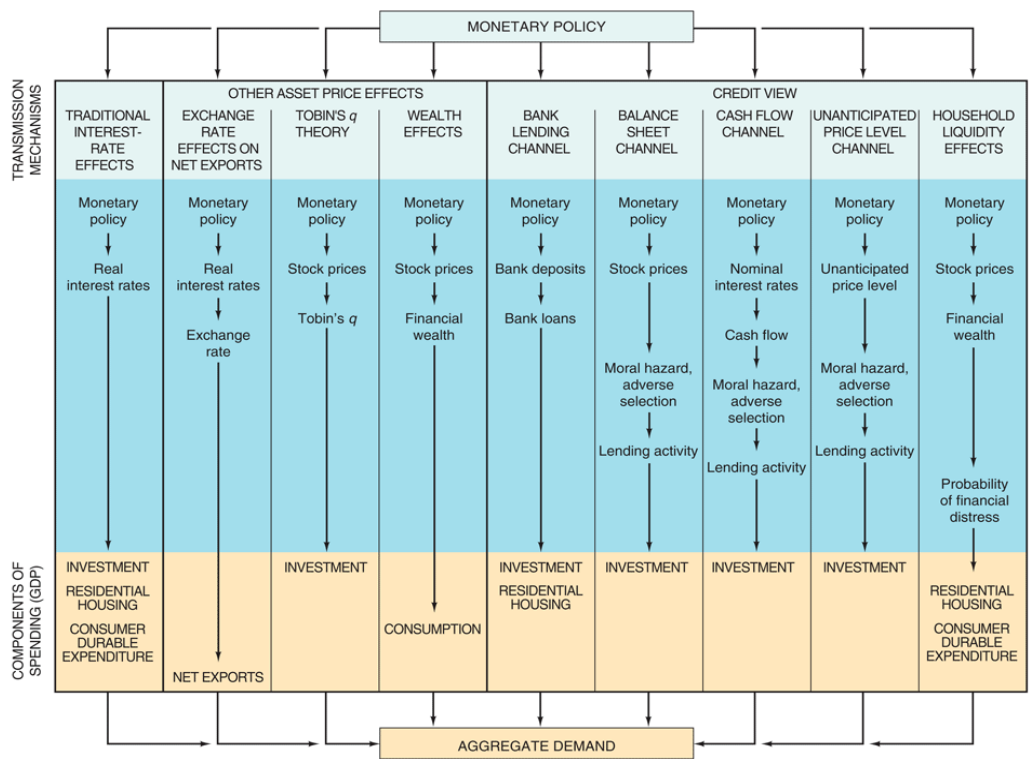 MONETARY POLICY
TRANSMISSION
MECHANISMS
OTHER ASSET PRICE EFFECTS
CREDIT VIEW
TRADITIONAL
INTEREST-
RATE
EFFECTS
EXCHANGE
RATE
EFFECTS ON
NET EXPORTS
TOBIN'S q
THEORY
WEALTH
EFFECTS
BANK
LENDING
CHANNEL
BALANCE
SHEET
CHANNEL
CASH FLOW
CHANNEL
UNANTICIPATED
PRICE LEVEL
CHANNEL
HOUSEHOLD
LIQUIDITY
EFFECTS
Monetary
policy
Real
interest rates
Monetary
policy
Real
interest rates
Exchange
rate
Monetary
policy
Stock prices
Tobin's q
Monetary
policy
Stock prices
Financial
wealth
Monetary
policy
Bank deposits
Bank loans
Monetary
policy
Stock prices
Moral hazard,
adverse
selection
Lending activity
Monetary
policy
Nominal
interest rates
Cash flow
Moral hazard,
adverse
selection
Lending activity
Monetary
policy
Unanticipated
price level
Moral hazard,
adverse
selection
Lending activity
Monetary
policy
Stock prices
Financial
wealth
Probability
of financial
distress
COMPONENTS OF
SPENDING (GDP)
INVESTMENT
RESIDENTIAL
HOUSING
CONSUMER
DURABLE
EXPENDITURE
NET EXPORTS
INVESTMENT
CONSUMPTION
INVESTMENT
RESIDENTIAL
HOUSING
INVESTMENT
INVESTMENT
INVESTMENT
RESIDENTIAL
HOUSING
CONSUMER
DURABLE
EXPENDITURE
AGGREGATE DEMAND